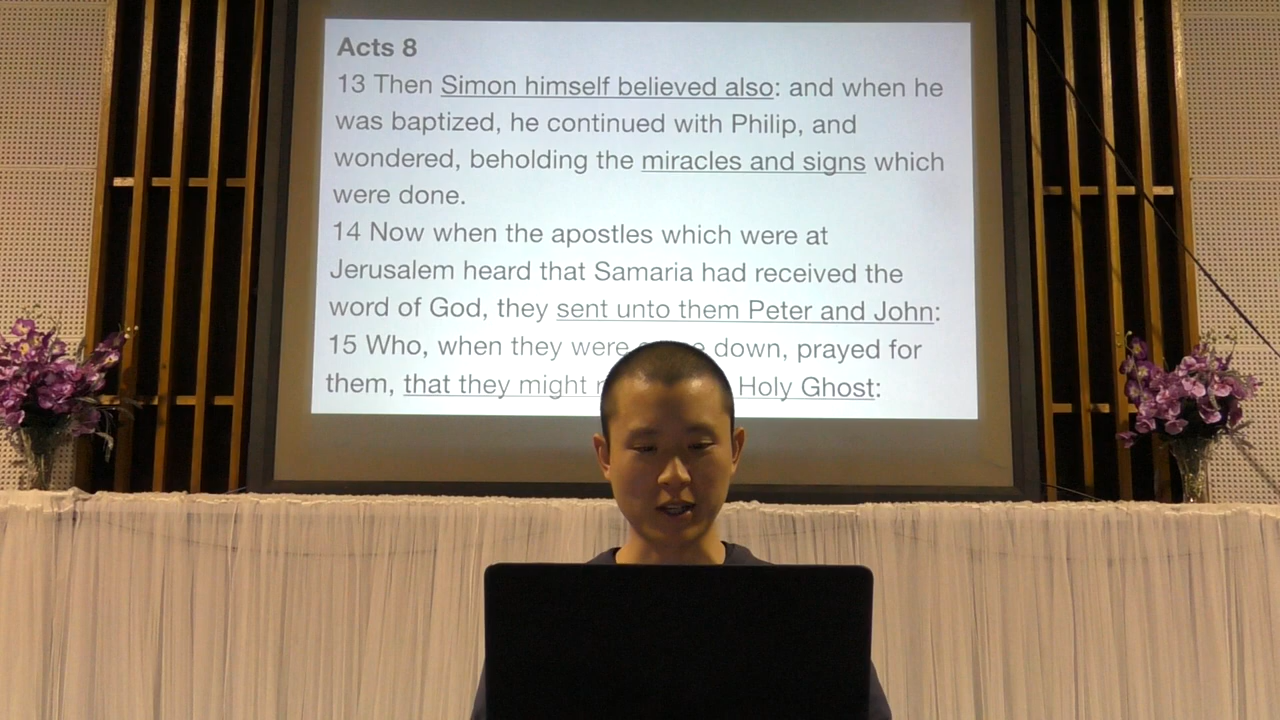 Acts 8
13 Then Simon himself believed also: and when he
was baptized, he continued with Philip, and
wondered, beholding the miracles and signs which
were done.
14 Now when the apostles which were at
Jerusalem heard that Samaria had received the
word of God, they sent unto them Peter and John:
15 Who, when they were down, prayed for
them, that they might Holy Ghost: